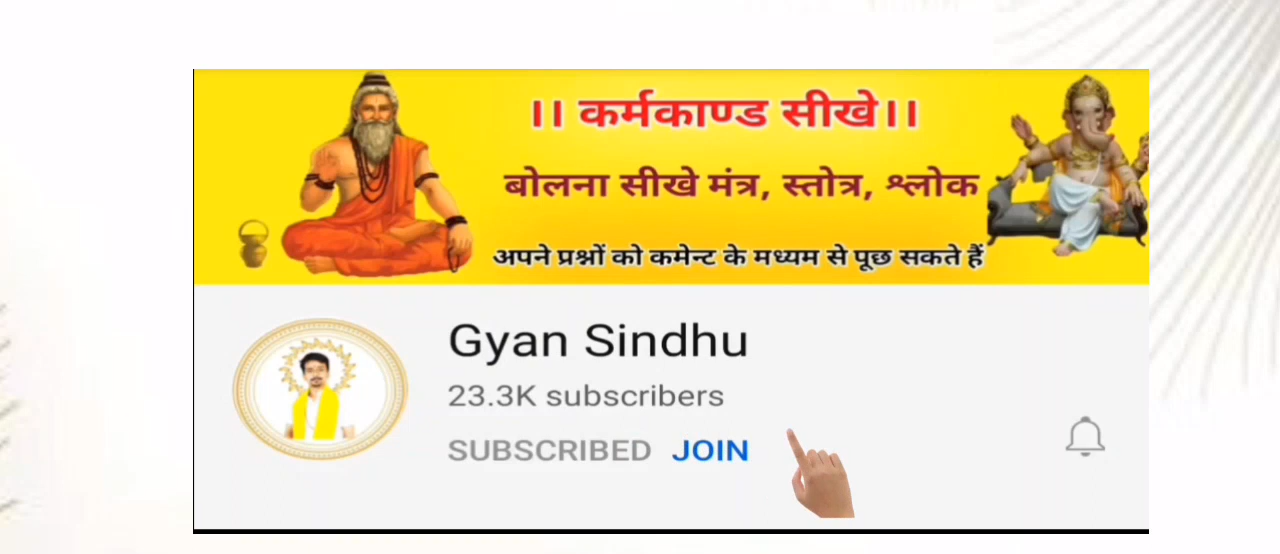 ।। कर्मकाण्ड सीखे।।
बोलना सीखे मंत्र, स्तोत्र, श्लोक
अपने प्रश्नों को कमेन्ट के मध्यम से पूछ सकते हैं
Gyan Sindhu
23.3K subscribers
SUBSCRIBED JOIN